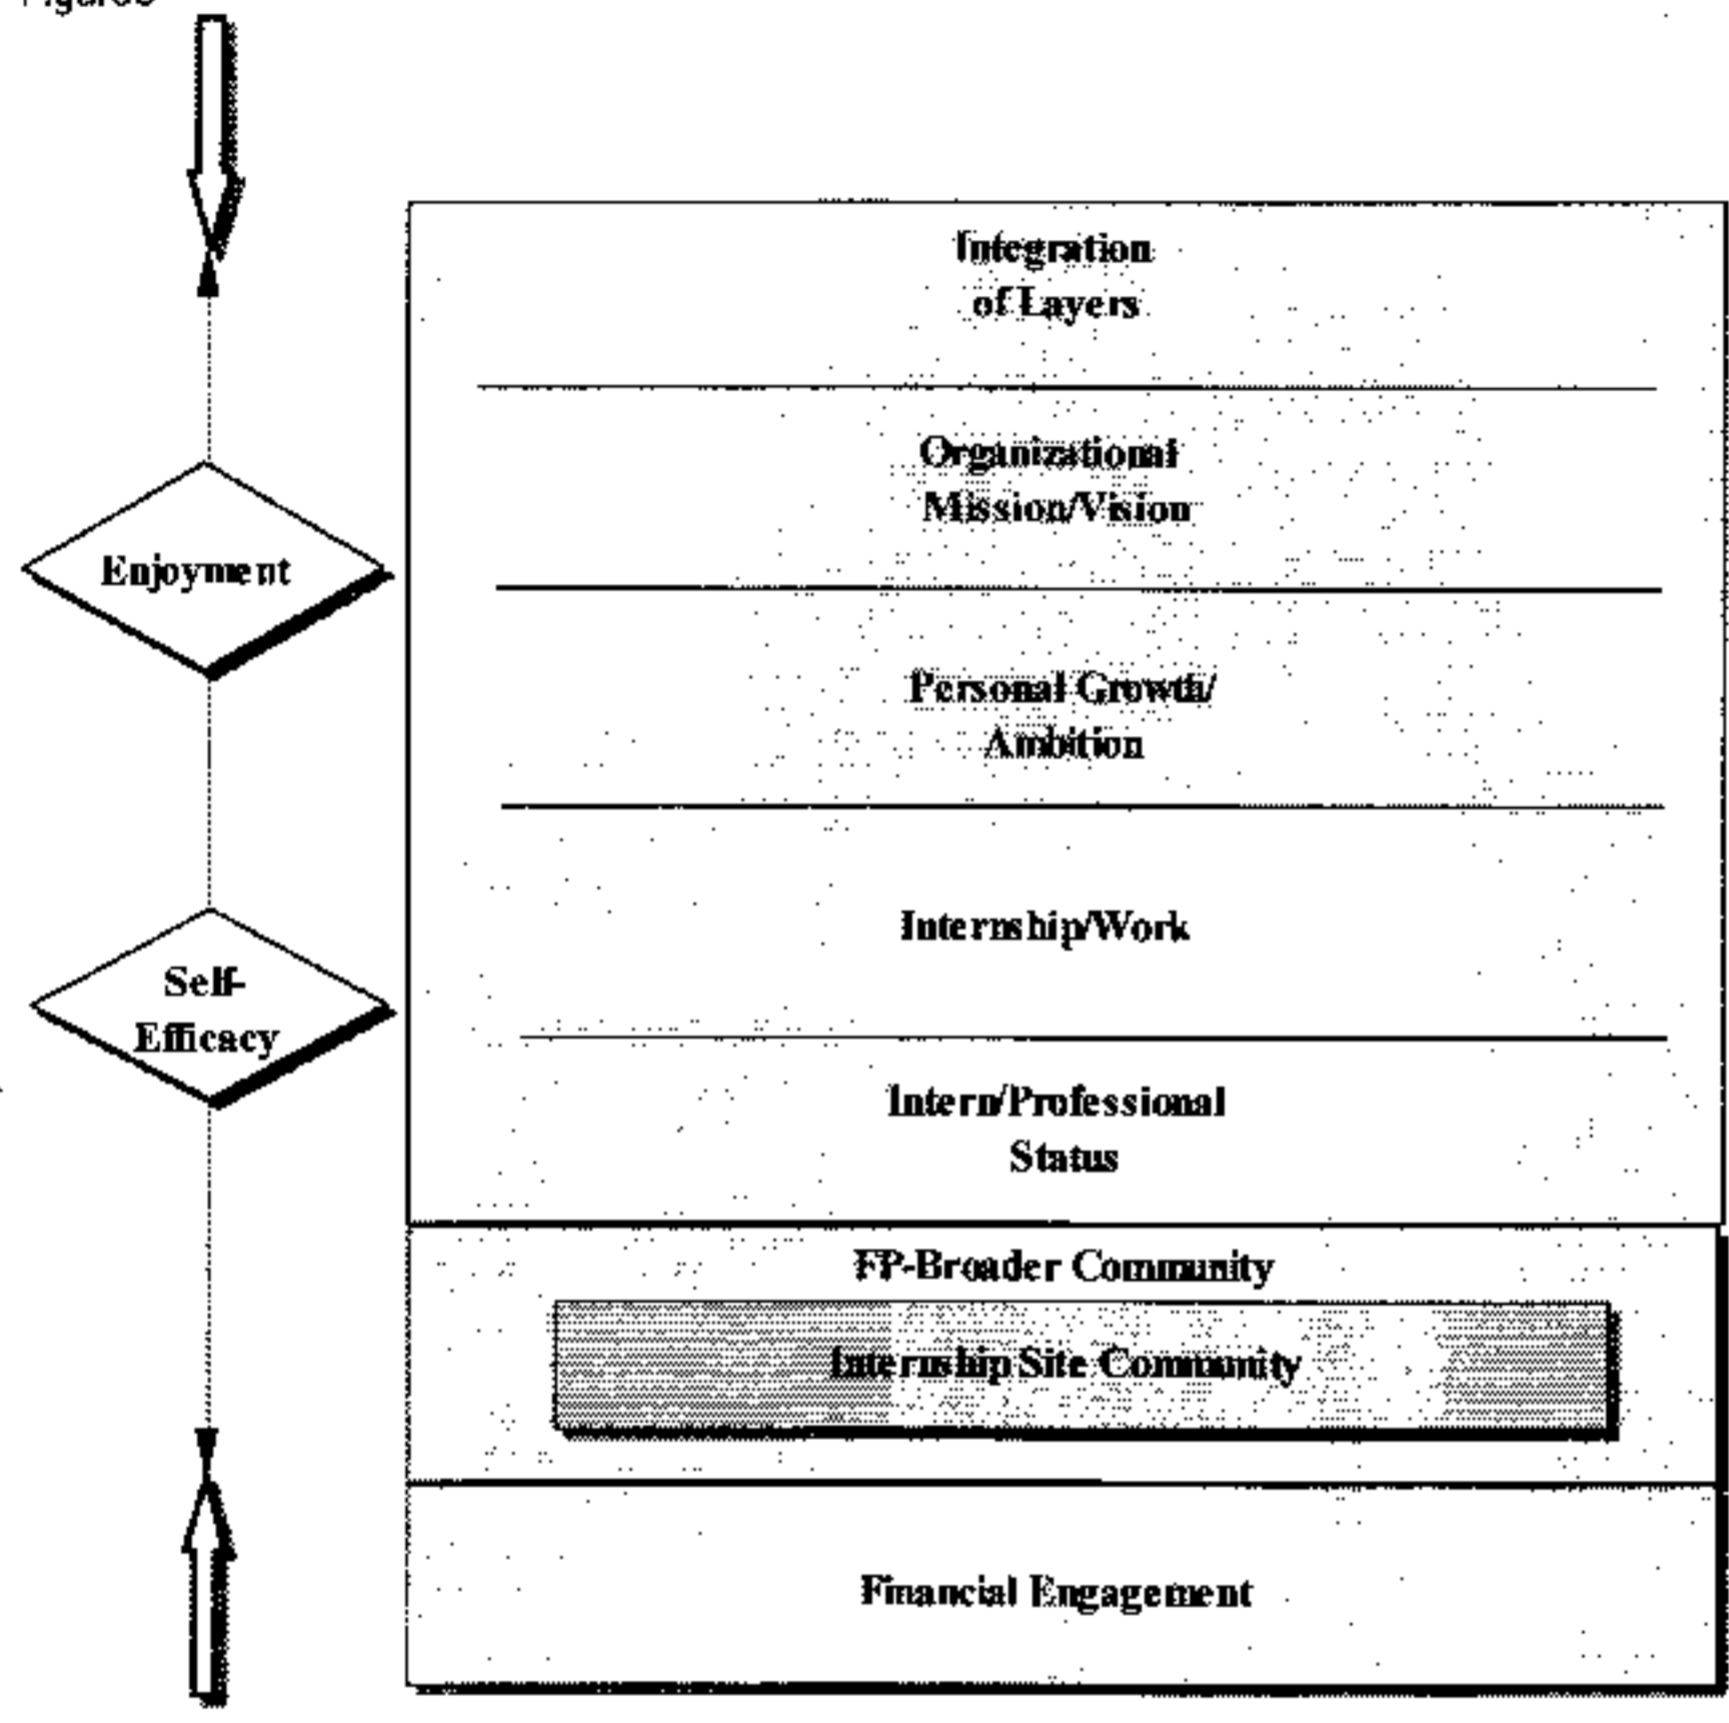 Enjoyment
Self-
Efficacy
Integration
of Layers
Organizational
Mission/Vision
Personal Growth/
Ambition
Internship/Work
Intern/Professional
Status
FP-Broader Community
Internship Site Community
Financial Engagement